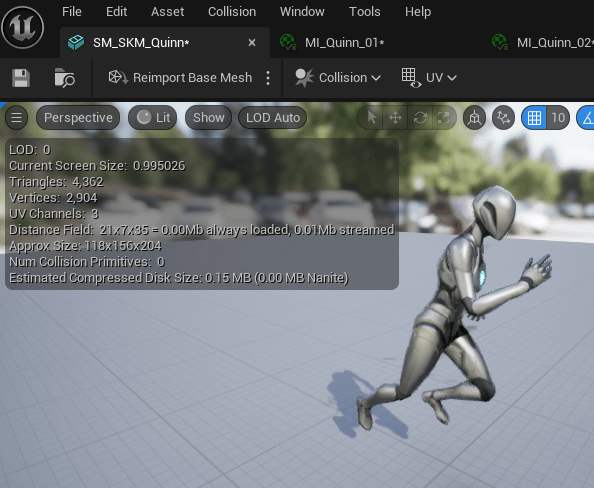 File Edit Asset Collision Window Tools Help
SM_SKM_Quinn* MI_Quinn_01* MI_Quinn_02*
Reimport Base Mesh Collision UV
Perspective Lit Show LOD Auto 10
LOD: 0
Current Screen Size: 0.995026
Triangles: 4,362
Vertices: 2,904
UV Channels: 3
Distance Field: 21x7x35 = 0.00Mb always loaded, 0.01Mb streamed
Approx Size: 118x156x204
Num Collision Primitives: 0
Estimated Compressed Disk Size: 0.15 MB (0.00 MB Nanite)